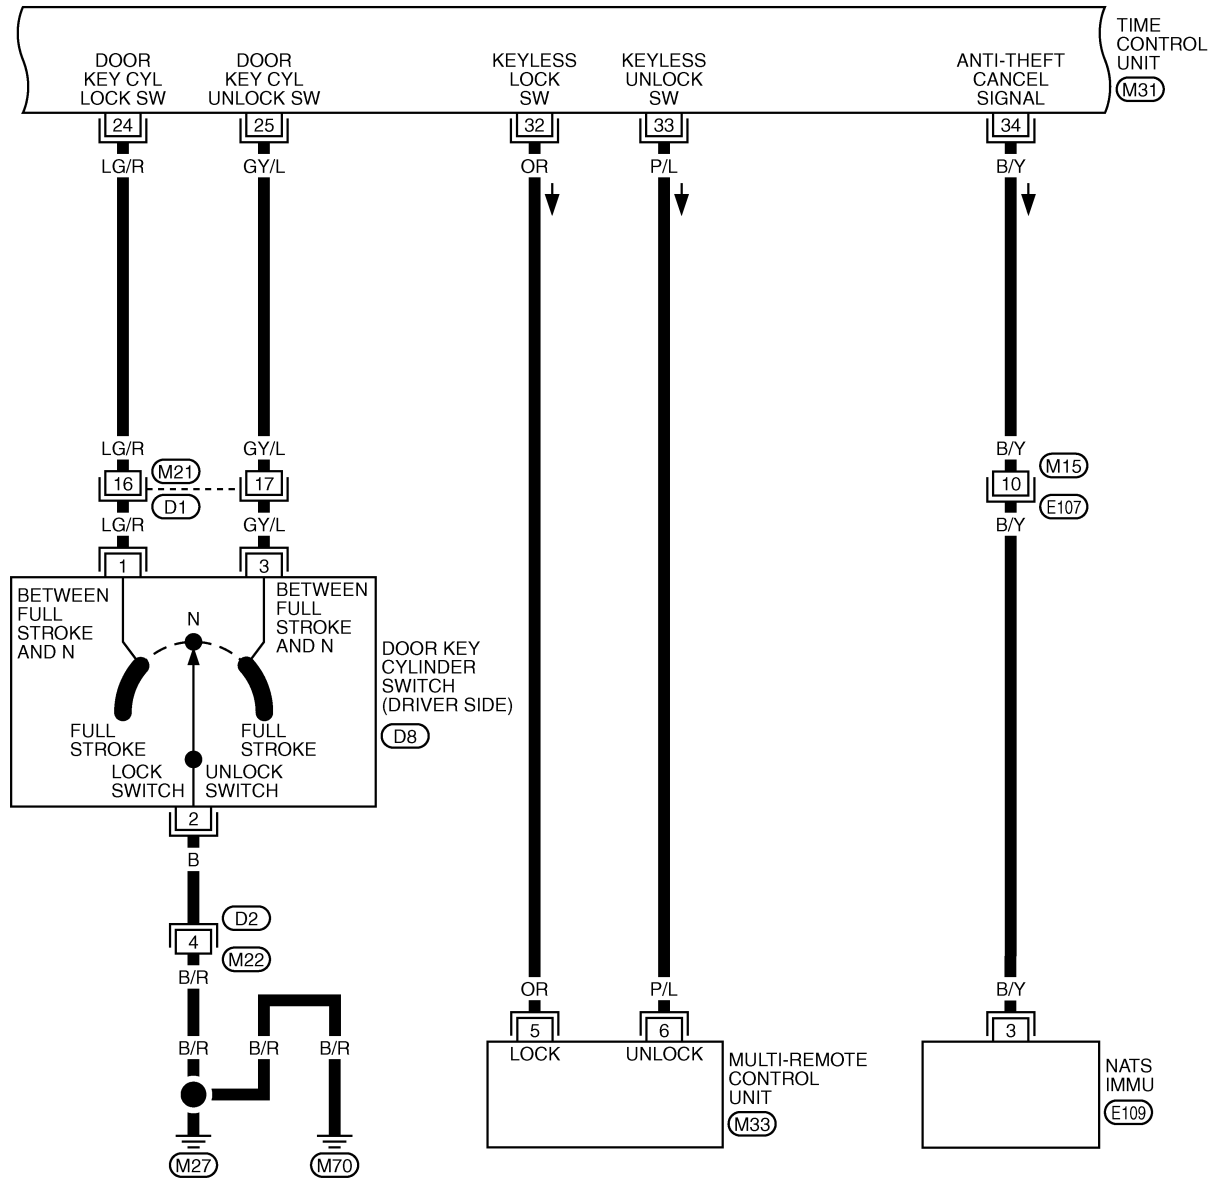 TIME
CONTROL
UNIT
M31
DOOR
KEY CYL
LOCK SW
DOOR
KEY CYL
UNLOCK SW
KEYLESS
LOCK
SW
KEYLESS
UNLOCK
SW
ANTI-THEFT
CANCEL
SIGNAL
24
25
32
33
34
LG/R
GY/L
OR
P/L
B/Y
LG/R
GY/L
B/Y
16
M21
D1
17
10
M15
E107
LG/R
GY/L
B/Y
1
3
BETWEEN
FULL
STROKE
AND N
N
BETWEEN
FULL
STROKE
AND N
FULL
STROKE
FULL
STROKE
LOCK
SWITCH
UNLOCK
SWITCH
DOOR KEY
CYLINDER
SWITCH
(DRIVER SIDE)
D8
2
B
D2
4
M22
B/R
B/R
B/R
B/R
M27
M70
OR
P/L
B/Y
5
6
3
LOCK
UNLOCK
MULTI-REMOTE
CONTROL
UNIT
M33
NATS
IMMU
E109